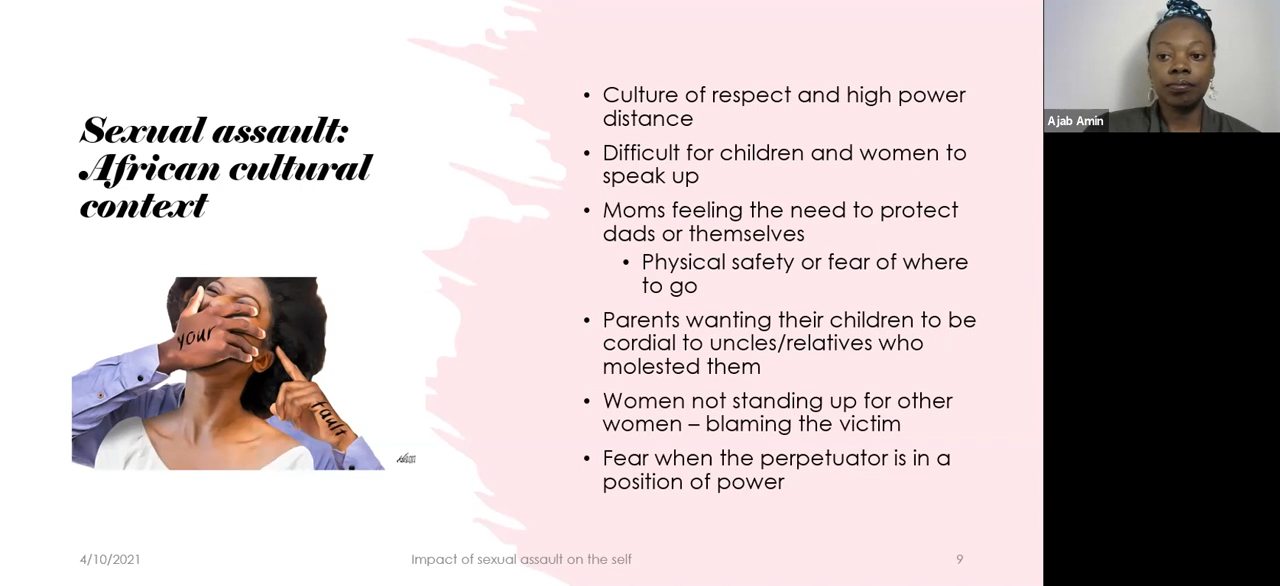 Sexual assault:
African cultural
context
your
fault
• Culture of respect and high power
distance
• Difficult for children and women to
speak up
• Moms feeling the need to protect
dads or themselves
• Physical safety or fear of where
to go
• Parents wanting their children to be
cordial to uncles/relatives who
molested them
• Women not standing up for other
women – blaming the victim
• Fear when the perpetuator is in a
position of power
4/10/2021
Impact of sexual assault on the self
9
Ajab Amin